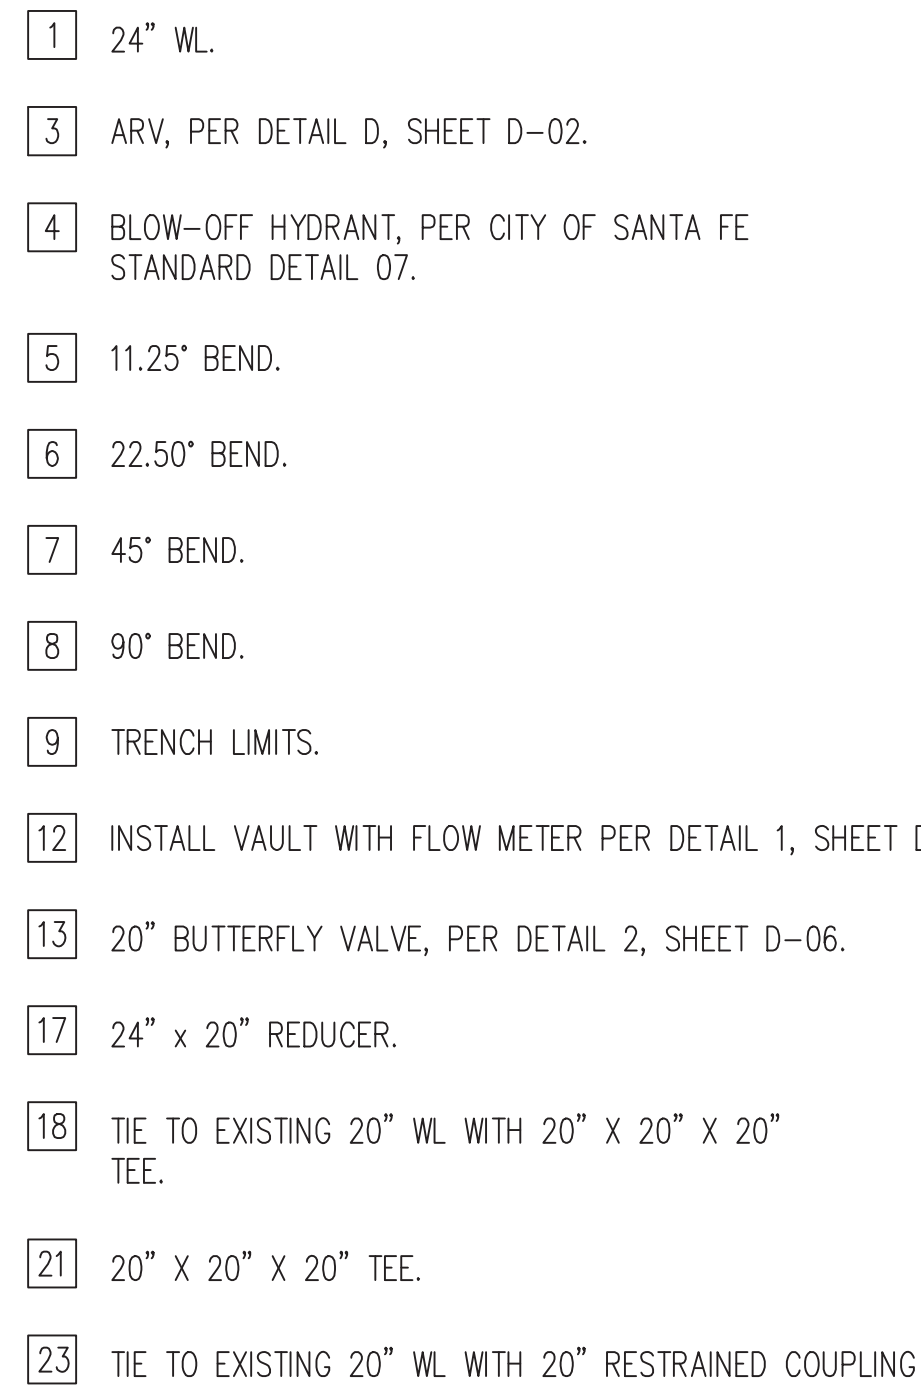 1 24” WL.
3 ARV, PER DETAIL D, SHEET D-02.
4 BLOW-OFF HYDRANT, PER CITY OF SANTA FE
STANDARD DETAIL 07.
5 11.25° BEND.
6 22.50° BEND.
7 45° BEND.
8 90° BEND.
9 TRENCH LIMITS.
12 INSTALL VAULT WITH FLOW METER PER DETAIL 1, SHEET
13 20” BUTTERFLY VALVE, PER DETAIL 2, SHEET D-06.
17 24” x 20” REDUCER.
18 TIE TO EXISTING 20” WL WITH 20” X 20” X 20”
TEE.
21 20” X 20” X 20” TEE.
23 TIE TO EXISTING 20” WL WITH 20” RESTRAINED COUPLING